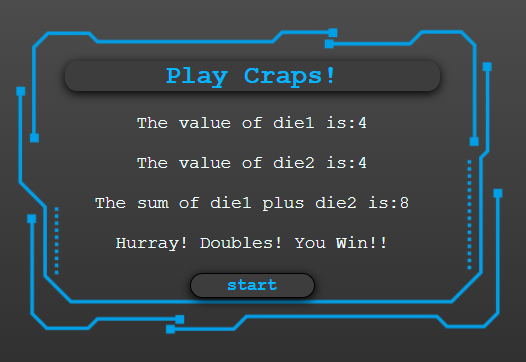 Play Craps!
The value of die1 is:4
The value of die2 is:4
The sum of die1 plus die2 is:8
Hurray! Doubles! You Win!!
start